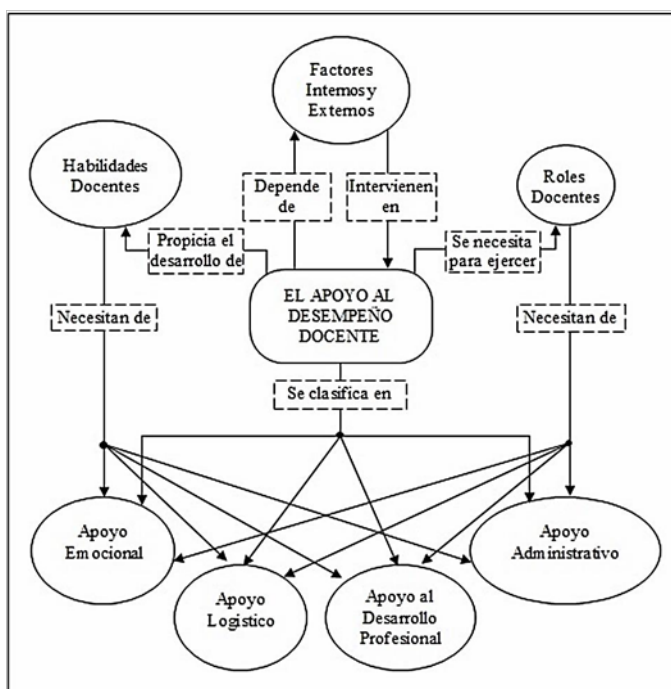 Factores
Internos y
Externos
Habilidades
Docentes
Roles
Docentes
Depende
de
Intervienen
en
Propicia el
desarrollo de
Se necesita
para ejercer
EL APOYO AL
DESEMPEÑO
DOCENTE
Necesitan de
Necesitan de
Se clasifica en
Apoyo
Emocional
Apoyo
Logístico
Apoyo al
Desarrollo
Profesional
Apoyo
Administrativo